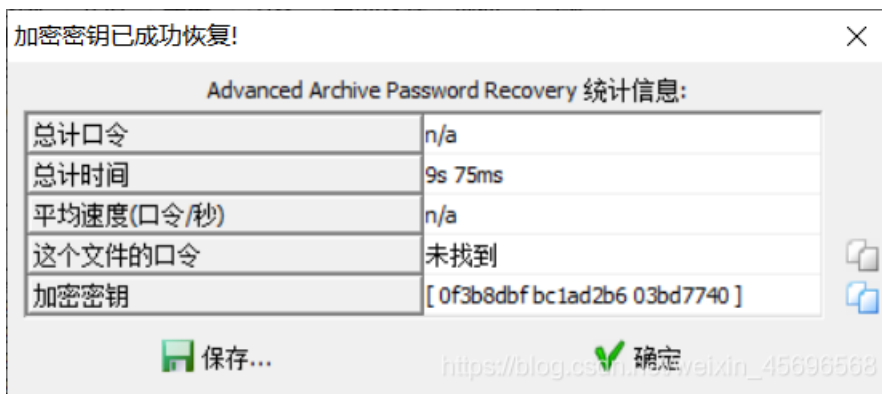 加密密钥已成功恢复!
Advanced Archive Password Recovery 统计信息:
总计口令 n/a
总计时间 9s 75ms
平均速度(口令/秒) n/a
这个文件的口令 未找到
加密密钥 [ 0f3b8dbf bc1ad2b6 03bd7740 ]
保存... 确定
https://blog.csdn.net/weixin_45696568